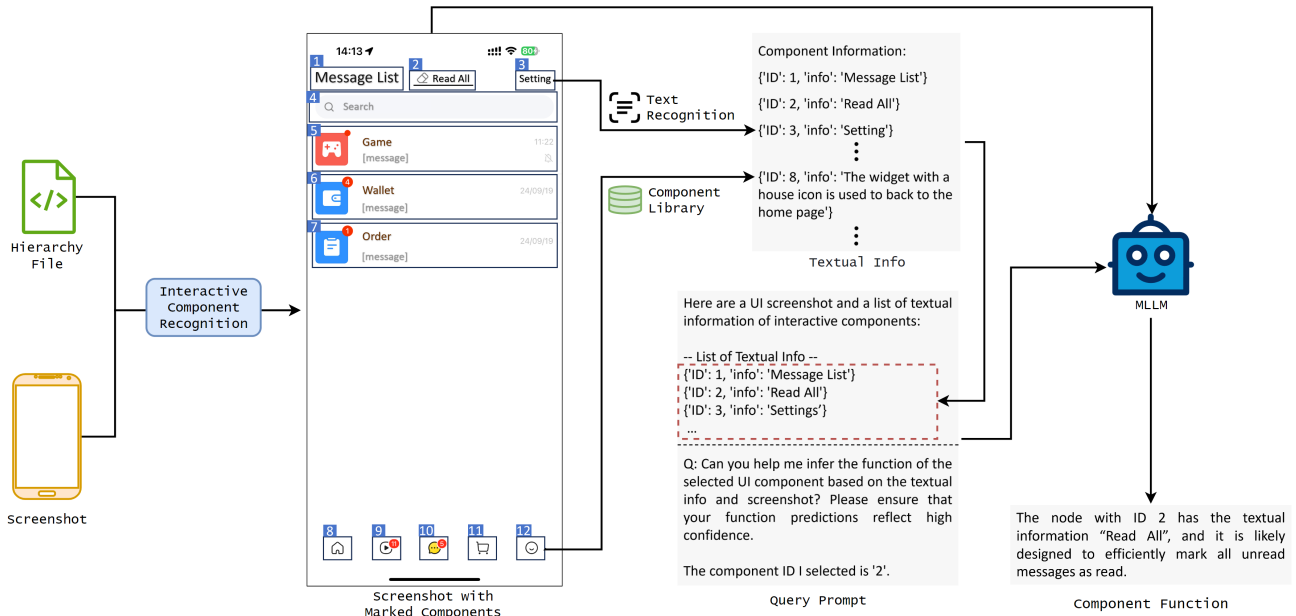 Hierarchy
File
Screenshot
Interactive
Component
Recognition
14:13
80
1
2
3
Message List
Read All
Setting
4
Search
5
Game
11:22
[message]
6
4
Wallet
24/09/19
[message]
7
1
Order
24/09/19
[message]
8
9
10
11
12
11
5
Screenshot with
Marked Components
Text
Recognition
Component
Library
Component Information:
{'ID': 1, 'info': 'Message List'}
{'ID': 2, 'info': 'Read All'}
{'ID': 3, 'info': 'Setting'}
{'ID': 8, 'info': 'The widget with a
house icon is used to back to the
home page'}
Textual Info
Here are a UI screenshot and a list of textual
information of interactive components:
-- List of Textual Info --
{'ID': 1, 'info': 'Message List'}
{'ID': 2, 'info': 'Read All'}
{'ID': 3, 'info': 'Settings’}
...
Q: Can you help me infer the function of the
selected UI component based on the textual
info and screenshot? Please ensure that
your function predictions reflect high
confidence.
The component ID I selected is '2'.
Query Prompt
MLLM
The node with ID 2 has the textual
information “Read All”, and it is likely
designed to efficiently mark all unread
messages as read.
Component Function